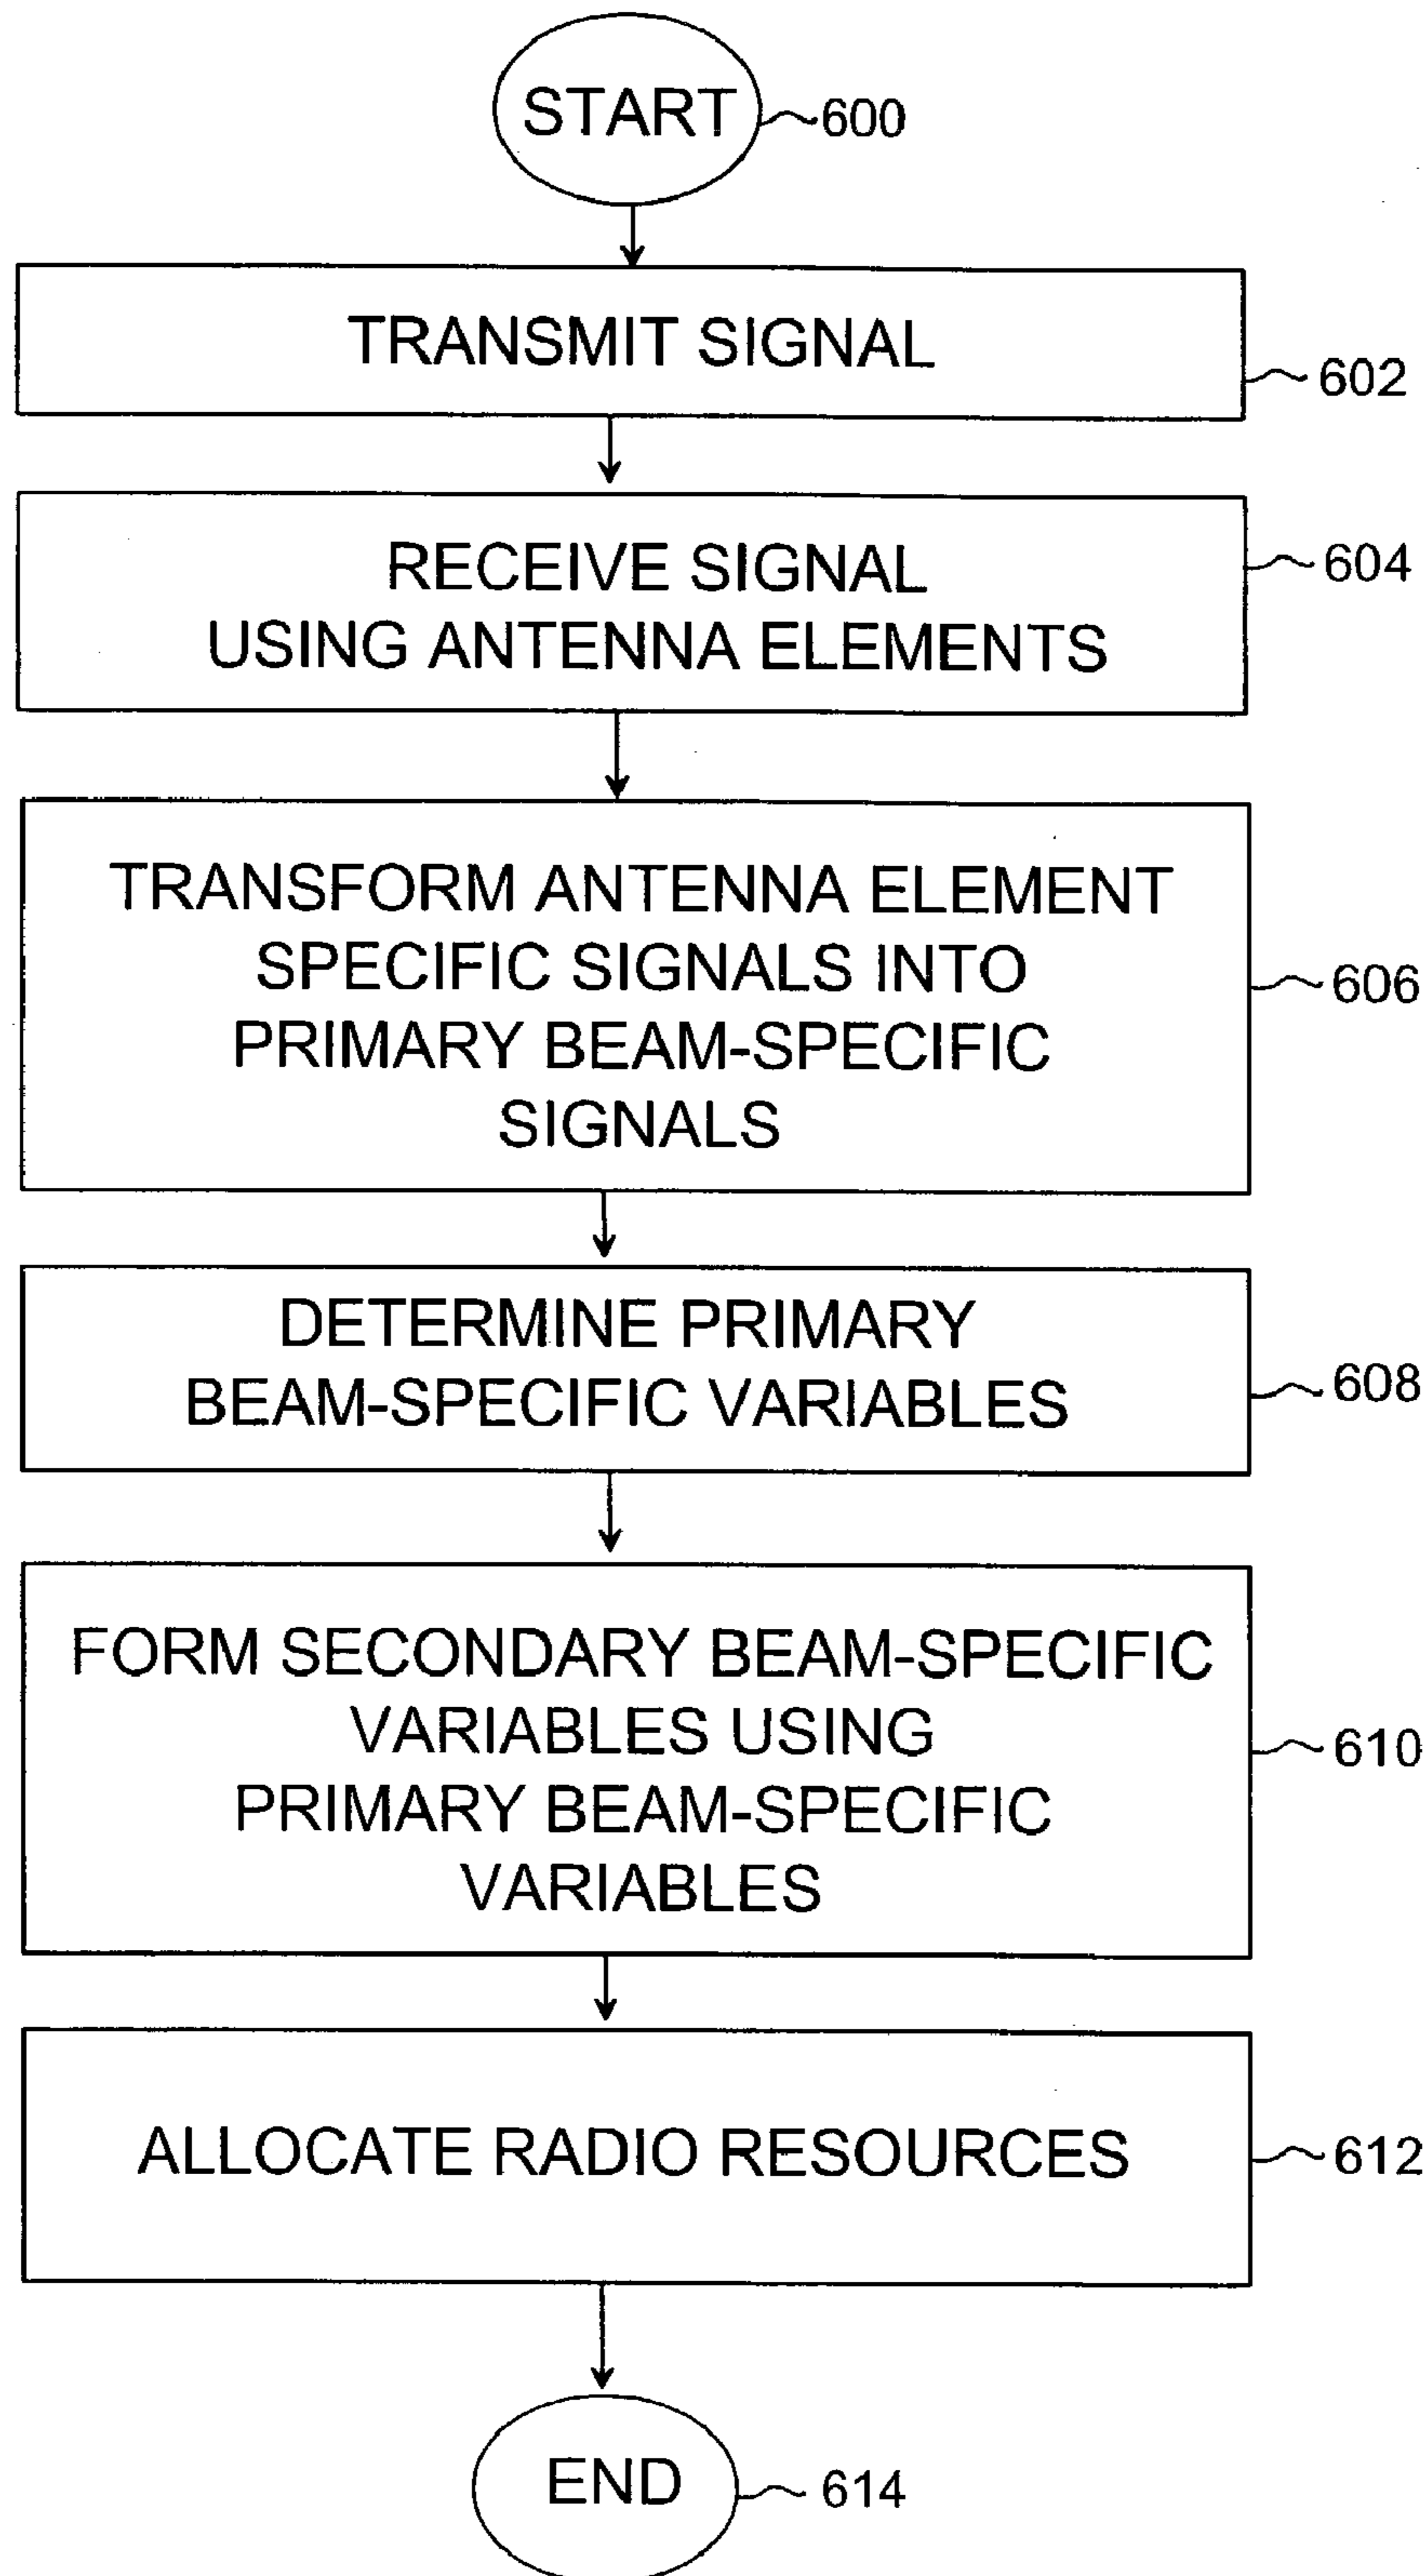 START
600
TRANSMIT SIGNAL
602
RECEIVE SIGNAL
USING ANTENNA ELEMENTS
604
TRANSFORM ANTENNA ELEMENT
SPECIFIC SIGNALS INTO
PRIMARY BEAM-SPECIFIC
SIGNALS
606
DETERMINE PRIMARY
BEAM-SPECIFIC VARIABLES
608
FORM SECONDARY BEAM-SPECIFIC
VARIABLES USING
PRIMARY BEAM-SPECIFIC
VARIABLES
610
ALLOCATE RADIO RESOURCES
612
END
614